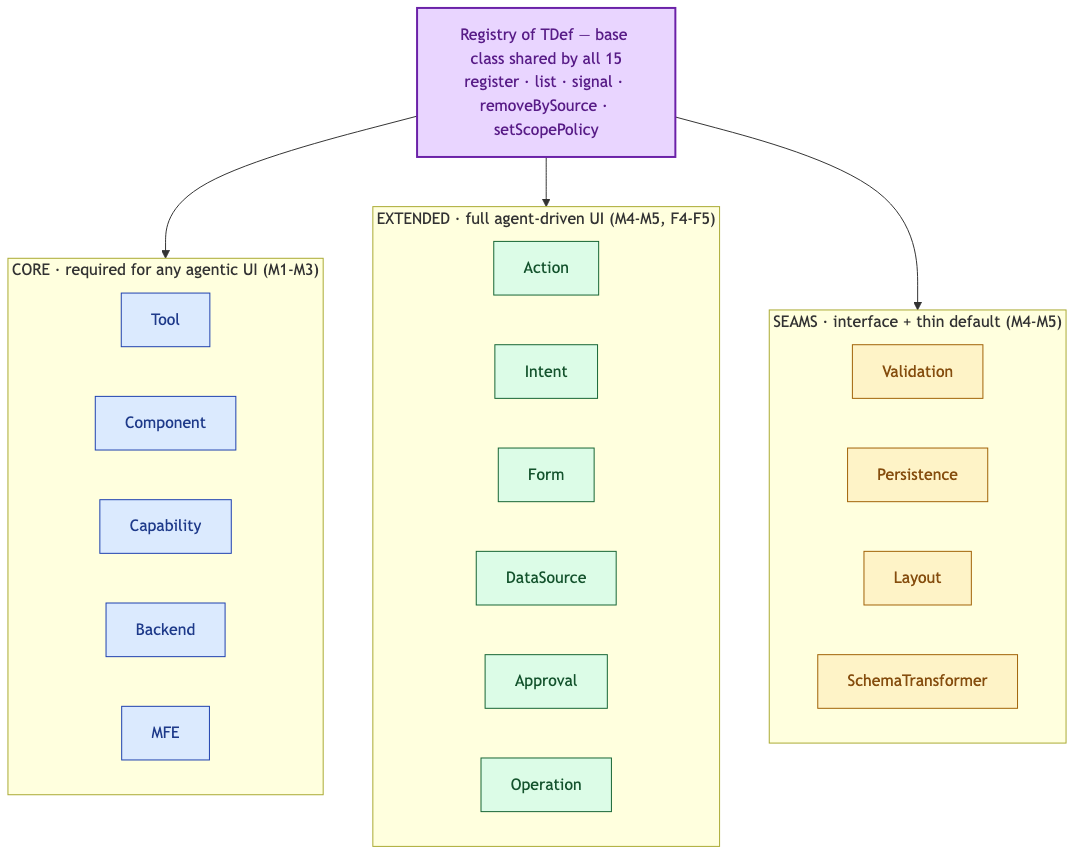 Registry of TDef — base
class shared by all 15
register · list · signal ·
removeBySource ·
setScopePolicy
CORE · required for any agentic UI (M1-M3)
Tool
Component
Capability
Backend
MFE
EXTENDED · full agent-driven UI (M4-M5, F4-F5)
Action
Intent
Form
DataSource
Approval
Operation
SEAMS · interface + thin default (M4-M5)
Validation
Persistence
Layout
SchemaTransformer